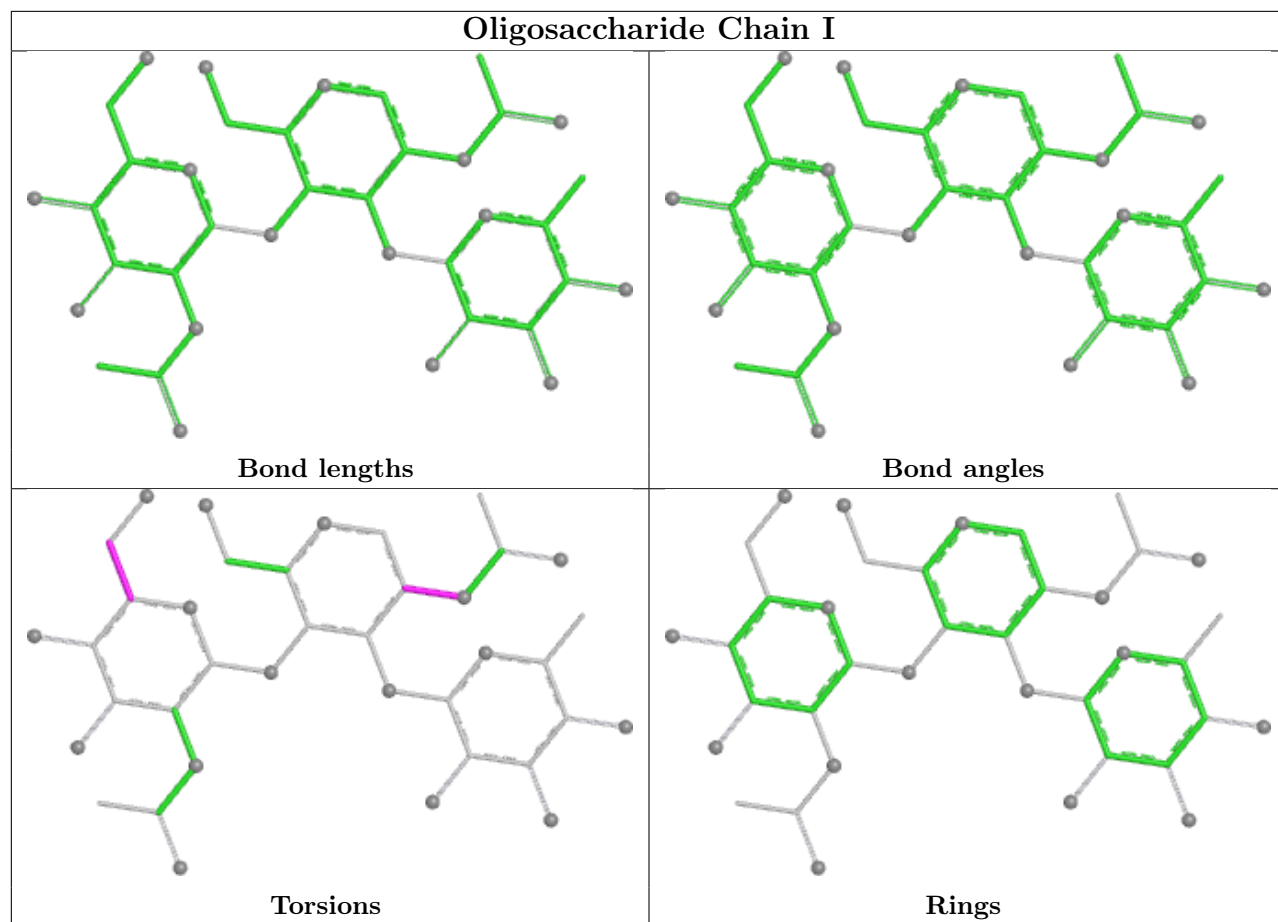 Oligosaccharide Chain I
Bond lengths
Bond angles
Torsions
Rings